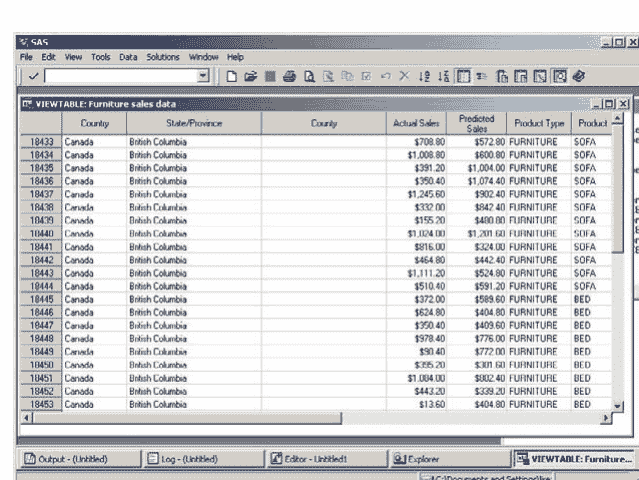 SAS
File Edit View Tools Data Solutions Window Help
VIEWTABLE: Furniture sales data
Country State/Province County Actual Sales Predicted Sales Product Type Product
18433 Canada British Columbia $708.80 $572.80 FURNITURE SOFA
18434 Canada British Columbia $1,008.80 $600.80 FURNITURE SOFA
18435 Canada British Columbia $391.20 $1,004.00 FURNITURE SOFA
18436 Canada British Columbia $350.40 $1,074.40 FURNITURE SOFA
18437 Canada British Columbia $1,245.60 $902.40 FURNITURE SOFA
18438 Canada British Columbia $332.00 $842.40 FURNITURE SOFA
18439 Canada British Columbia $155.20 $480.80 FURNITURE SOFA
18440 Canada British Columbia $1,024.00 $1,201.60 FURNITURE SOFA
18441 Canada British Columbia $816.00 $324.00 FURNITURE SOFA
18442 Canada British Columbia $464.80 $442.40 FURNITURE SOFA
18443 Canada British Columbia $1,111.20 $524.80 FURNITURE SOFA
18444 Canada British Columbia $510.40 $591.20 FURNITURE SOFA
18445 Canada British Columbia $372.00 $589.60 FURNITURE BED
18446 Canada British Columbia $624.80 $404.80 FURNITURE BED
18447 Canada British Columbia $350.40 $409.60 FURNITURE BED
18448 Canada British Columbia $978.40 $776.00 FURNITURE BED
18449 Canada British Columbia $90.40 $772.00 FURNITURE BED
18450 Canada British Columbia $395.20 $301.60 FURNITURE BED
18451 Canada British Columbia $1,084.00 $802.40 FURNITURE BED
18452 Canada British Columbia $443.20 $339.20 FURNITURE BED
18453 Canada British Columbia $13.60 $404.80 FURNITURE BED
Output - (Untitled) Log - (Untitled) Editor - Untitled1 Explorer VIEWTABLE: Furniture...
C:\Documents and Settings\